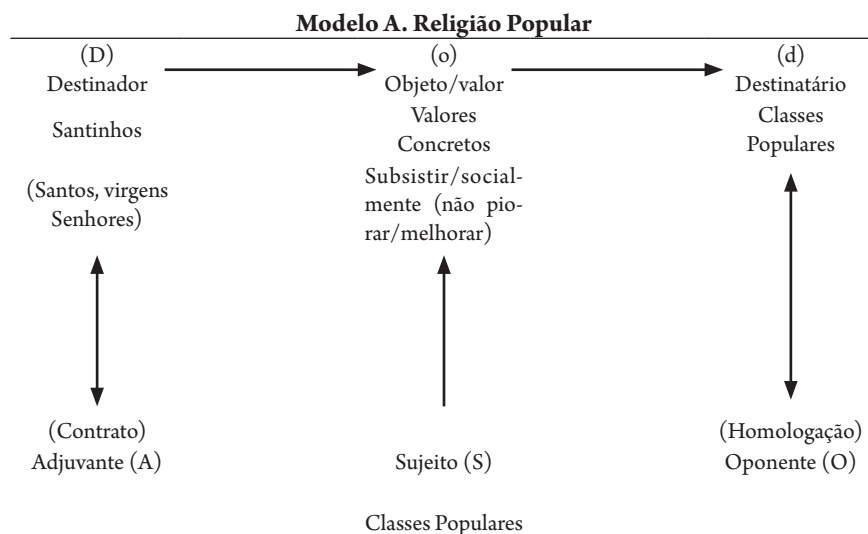 Modelo A. Religião Popular
(D)
Destinador
Santinhos
(Santos, virgens
Senhores)
(o)
Objeto/valor
Valores
Concretos
Subsistir/social-
mente (não pio-
rar/melhorar)
(d)
Destinatário
Classes
Populares
(Contrato)
Adjuvante (A)
Sujeito (S)
Classes Populares
(Homologação)
Oponente (O)